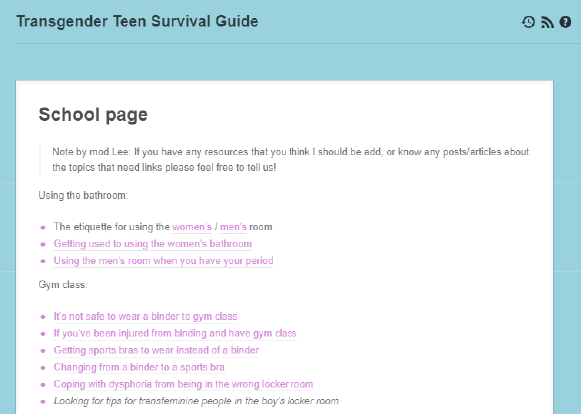 Transgender Teen Survival Guide
School page
Note by mod Lee: If you have any resources that you think I should be add, or know any posts/articles about
the topics that need links please feel free to tell us!
Using the bathroom:
The etiquette for using the women's / men's room
Getting used to using the women's bathroom
Using the men's room when you have your period
Gym class:
It's not safe to wear a binder to gym class
If you've been injured from binding and have gym class
Getting sports bras to wear instead of a binder
Changing from a binder to a sports bra
Coping with dysphoria from being in the wrong locker room
Looking for tips for transfeminine people in the boy's locker room